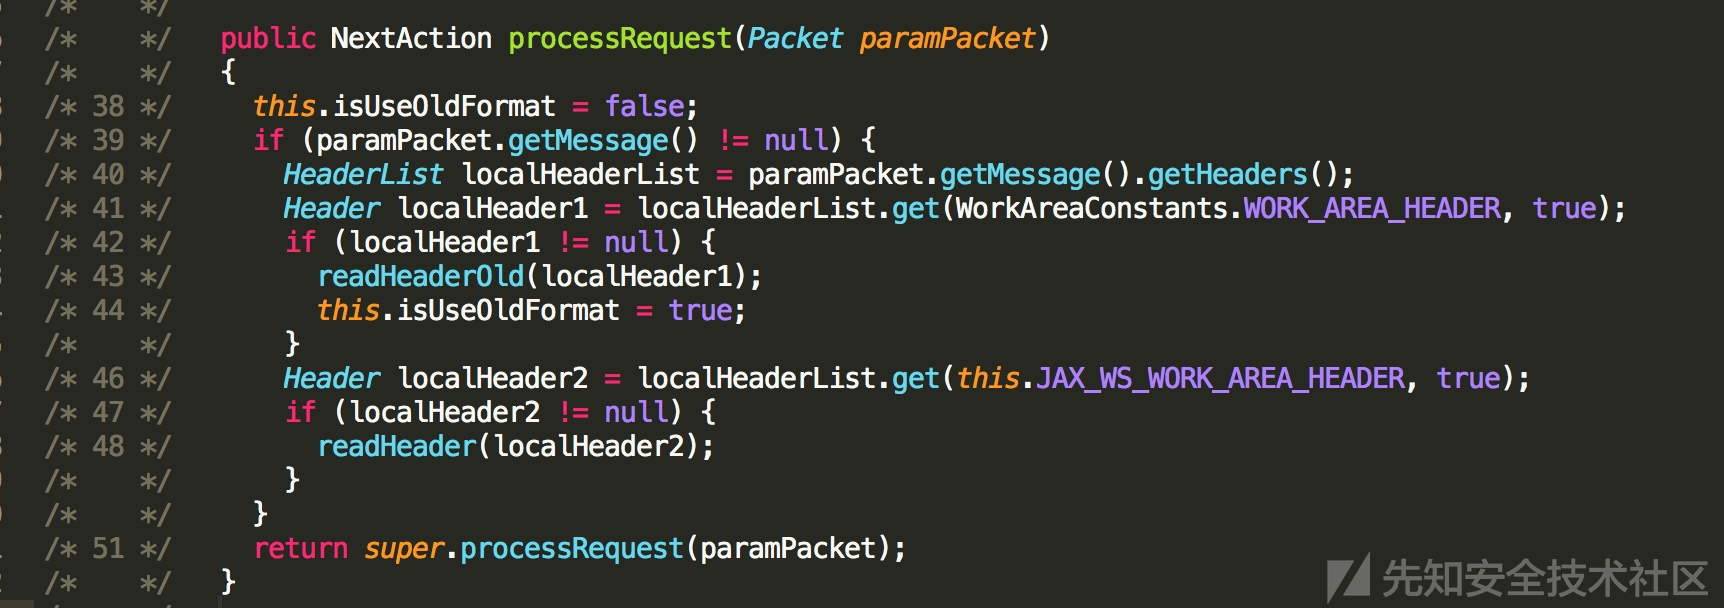 /*    */
/*    */   public NextAction processRequest(Packet paramPacket)
/*    */   {
/* 38 */     this.isUseOldFormat = false;
/* 39 */     if (paramPacket.getMessage() != null) {
/* 40 */       HeaderList localHeaderList = paramPacket.getMessage().getHeaders();
/* 41 */       Header localHeader1 = localHeaderList.get(WorkAreaConstants.WORK_AREA_HEADER, true);
/* 42 */       if (localHeader1 != null) {
/* 43 */         readHeaderOld(localHeader1);
/* 44 */         this.isUseOldFormat = true;
/*    */       }
/* 46 */       Header localHeader2 = localHeaderList.get(this.JAX_WS_WORK_AREA_HEADER, true);
/* 47 */       if (localHeader2 != null) {
/* 48 */         readHeader(localHeader2);
/*    */       }
/*    */     }
/* 51 */     return super.processRequest(paramPacket);
/*    */   }
先知安全技术社区